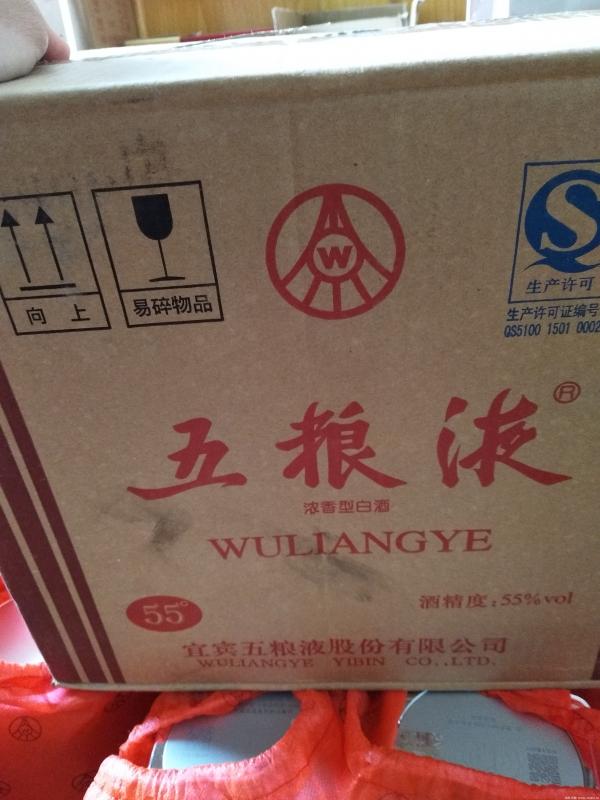 W
S
向 上
易碎物品
生产许可
生产许可证编号
QS5100 1501 0002
五粮液®
浓香型白酒
WULIANGYE
55°
酒精度:55%vol
宜宾五粮液股份有限公司
WULIANGYE YIBIN CO.,LTD.